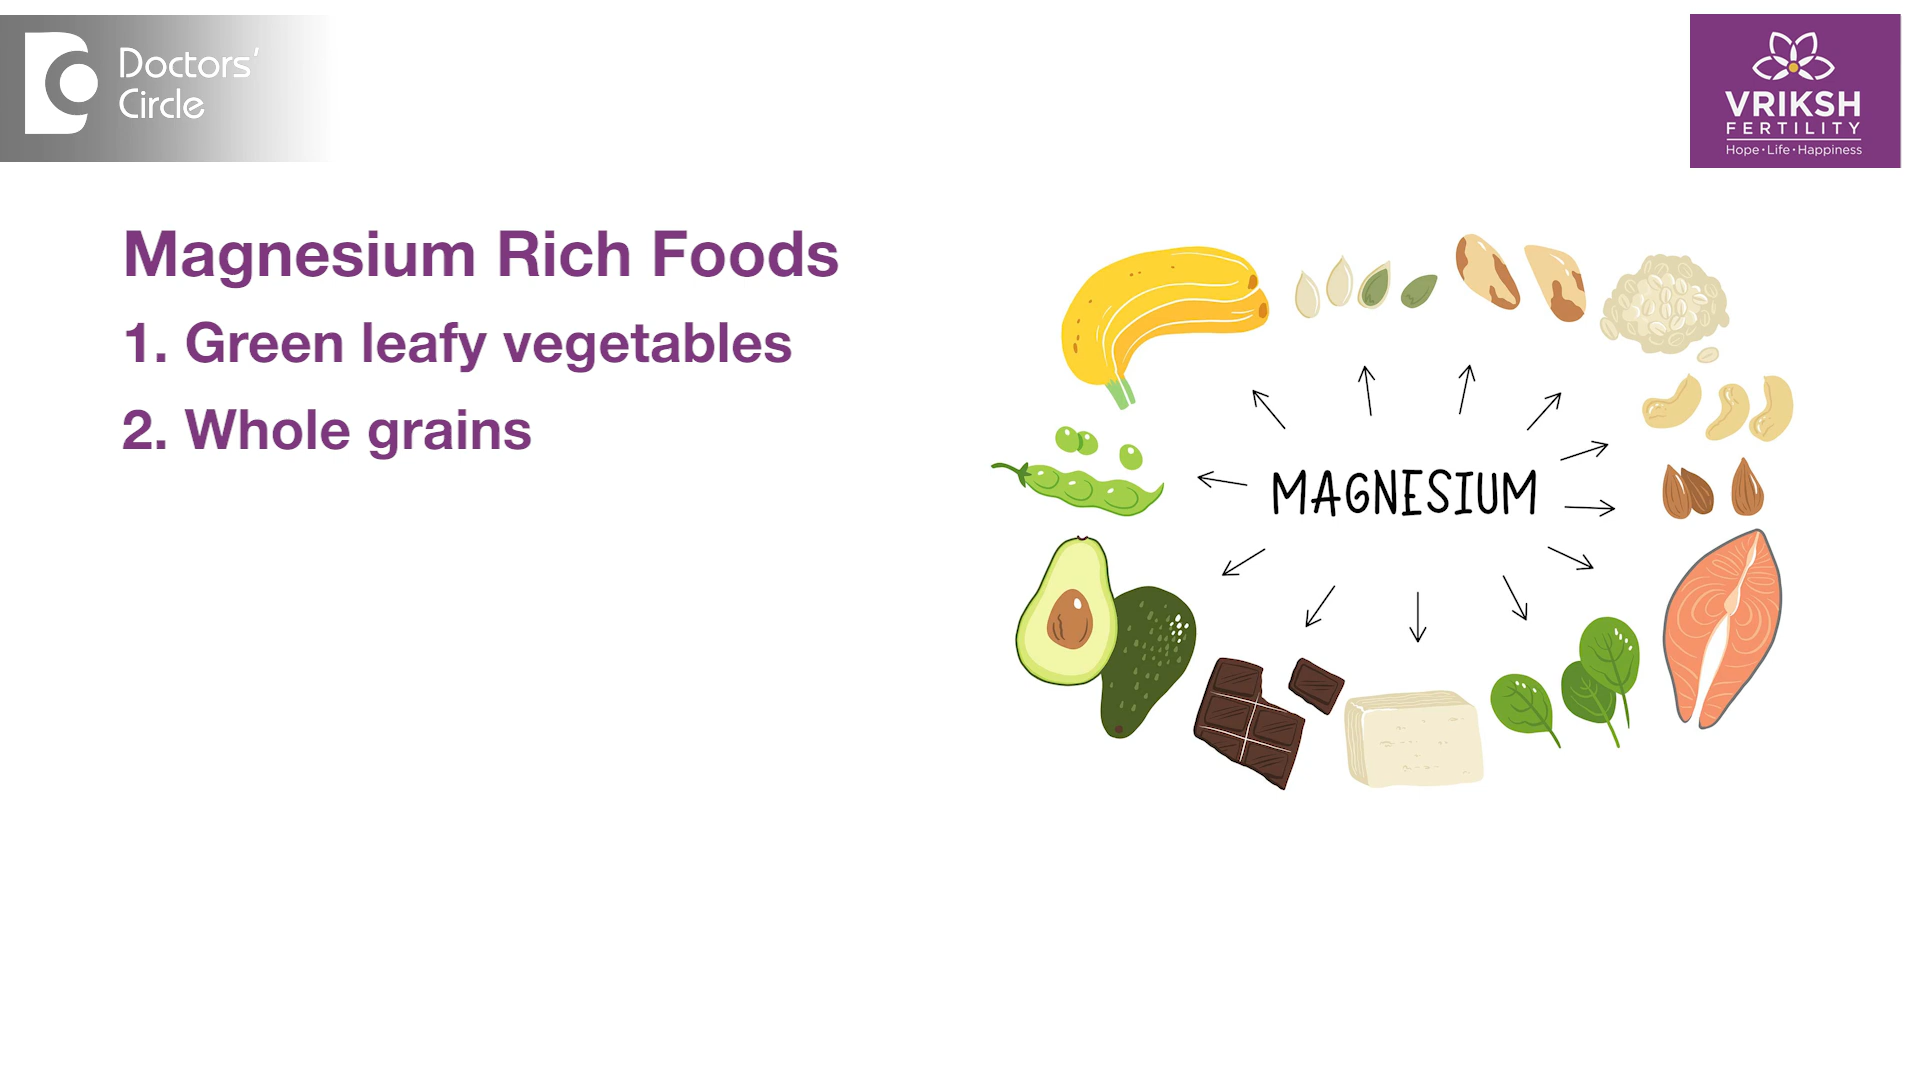 Doctors'
Circle
VRIKSH
FERTILITY
Hope · Life · Happiness
Magnesium Rich Foods
1. Green leafy vegetables
2. Whole grains
MAGNESIUM